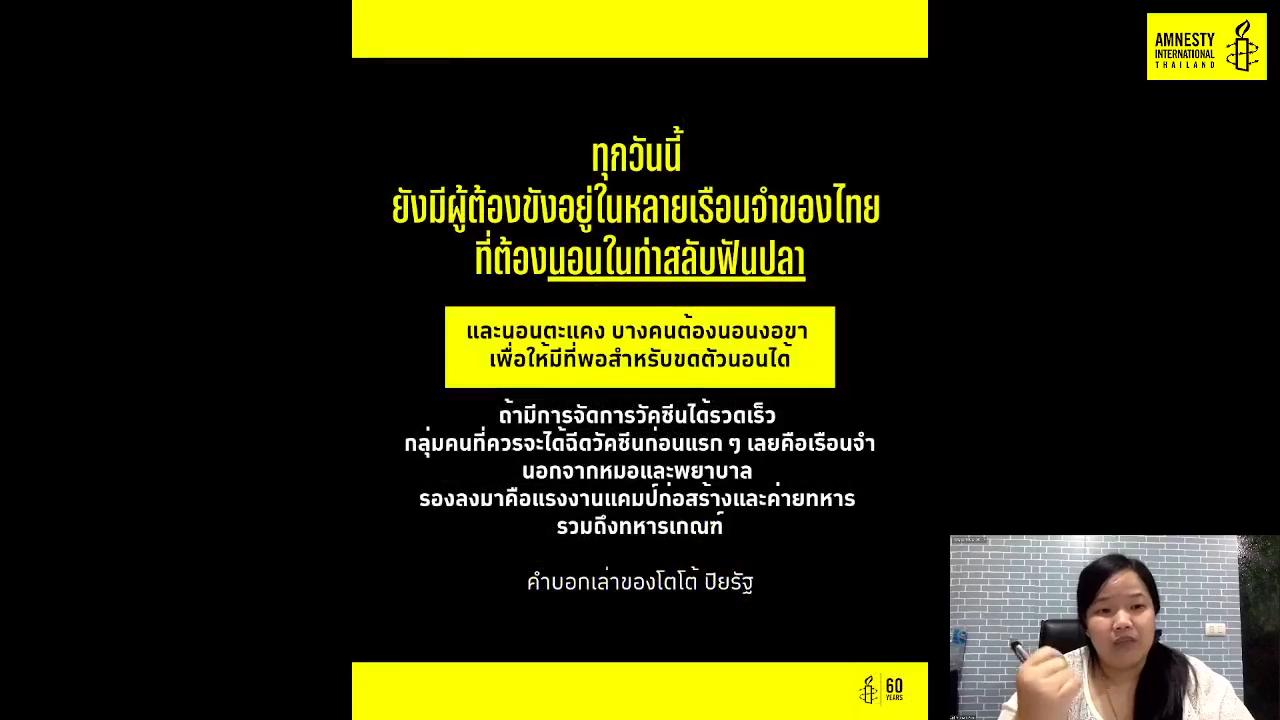 AMNESTY
INTERNATIONAL
THAILAND
ทุกวันนี้
ยังมีผู้ต้องขังอยู่ในหลายเรือนจำของไทย
ที่ต้องนอนในท่าสลับฟันปลา
และนอนตะแคง บางคนต้องนอนงอขา
เพื่อให้มีที่พอสำหรับขดตัวนอนได้
ถ้ามีการจัดการวัคซีนได้รวดเร็ว
กลุ่มคนที่ควรจะได้ฉีดวัคซีนก่อนแรก ๆ เลยคือเรือนจำ
นอกจากหมอและพยาบาล
รองลงมาคือแรงงานแคมป์ก่อสร้างและค่ายทหาร
รวมถึงทหารเกณฑ์
คำบอกเล่าของโตโต้ ปิยรัฐ
60
YEARS